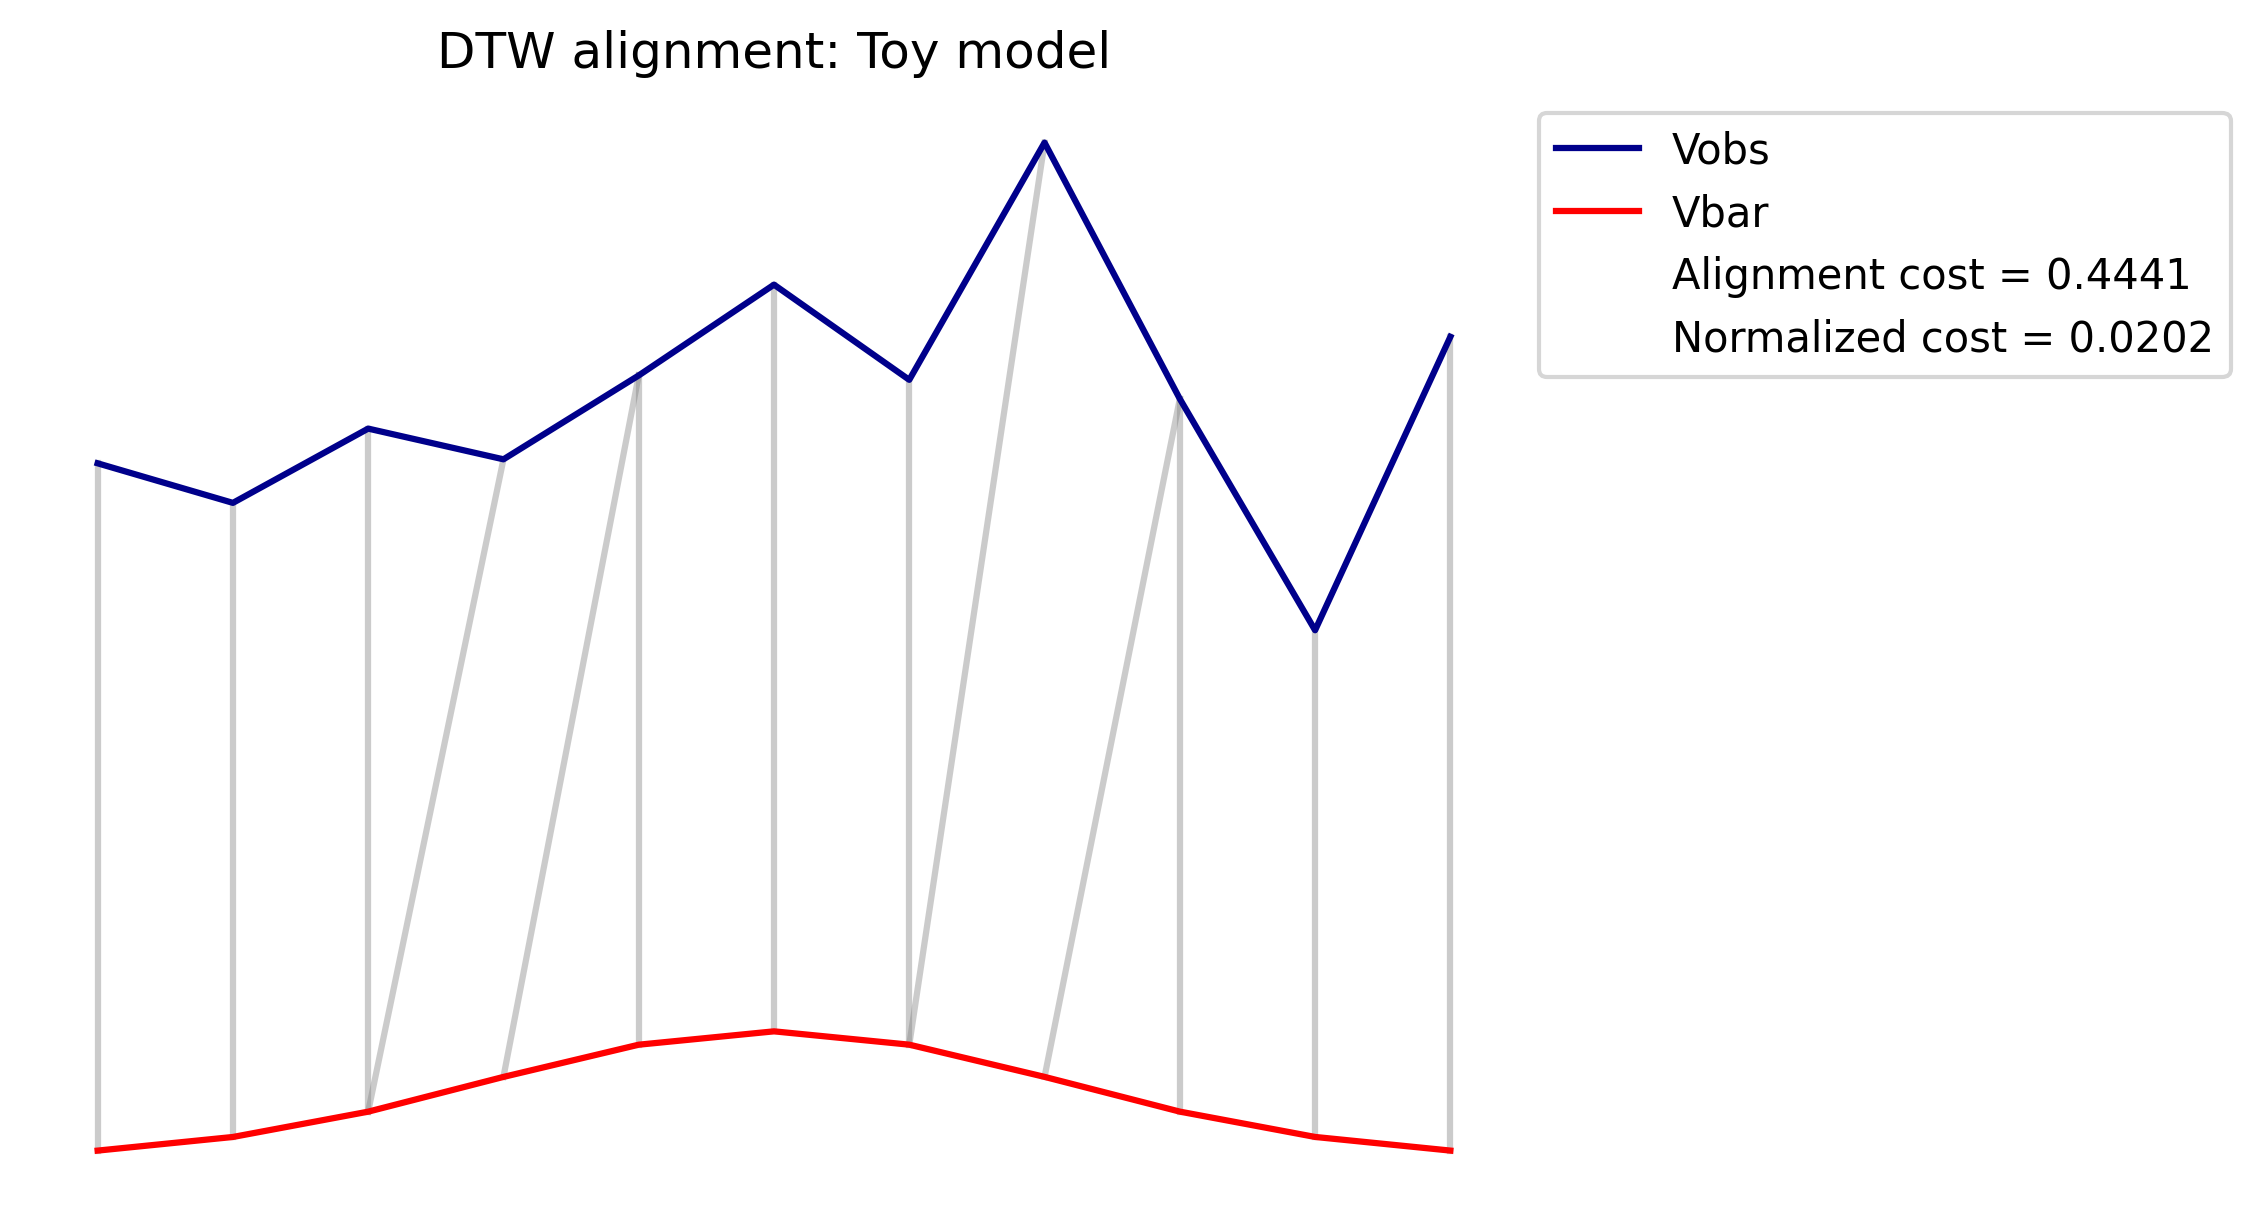 DTW alignment: Toy model
Vobs
Vbar
Alignment cost = 0.4441
Normalized cost = 0.0202